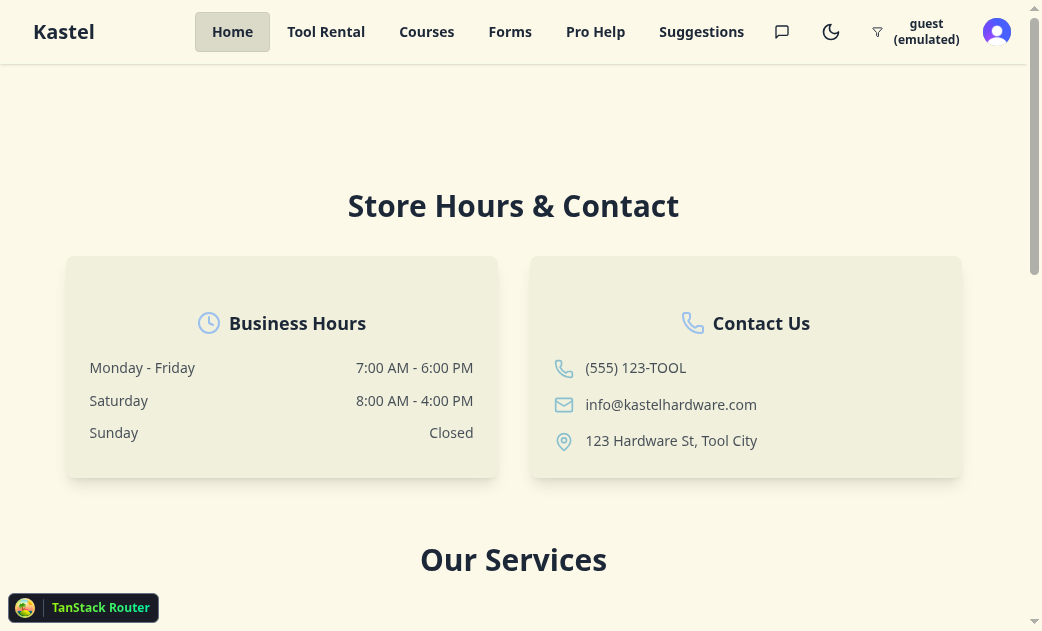 Kastel
Home
Tool Rental
Courses
Forms
Pro Help
Suggestions
guest
(emulated)
Store Hours & Contact
Business Hours
Monday - Friday 7:00 AM - 6:00 PM
Saturday 8:00 AM - 4:00 PM
Sunday Closed
Contact Us
(555) 123-TOOL
info@kastelhardware.com
123 Hardware St, Tool City
Our Services
TanStack Router